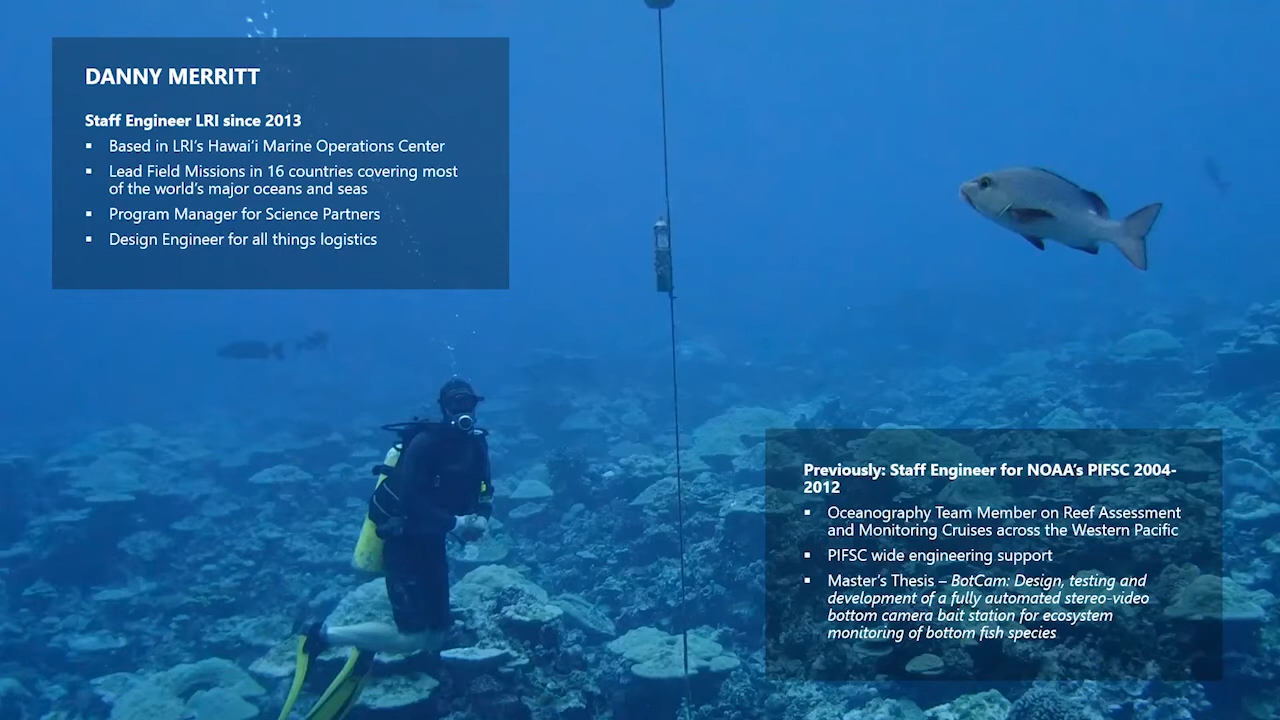 DANNY MERRITT
Staff Engineer LRI since 2013
▪ Based in LRI's Hawai'i Marine Operations Center
▪ Lead Field Missions in 16 countries covering most
of the world's major oceans and seas
▪ Program Manager for Science Partners
▪ Design Engineer for all things logistics
Previously: Staff Engineer for NOAA's PIFSC 2004-
2012
▪ Oceanography Team Member on Reef Assessment
and Monitoring Cruises across the Western Pacific
▪ PIFSC wide engineering support
▪ Master's Thesis – BotCam: Design, testing and
development of a fully automated stereo-video
bottom camera bait station for ecosystem
monitoring of bottom fish species